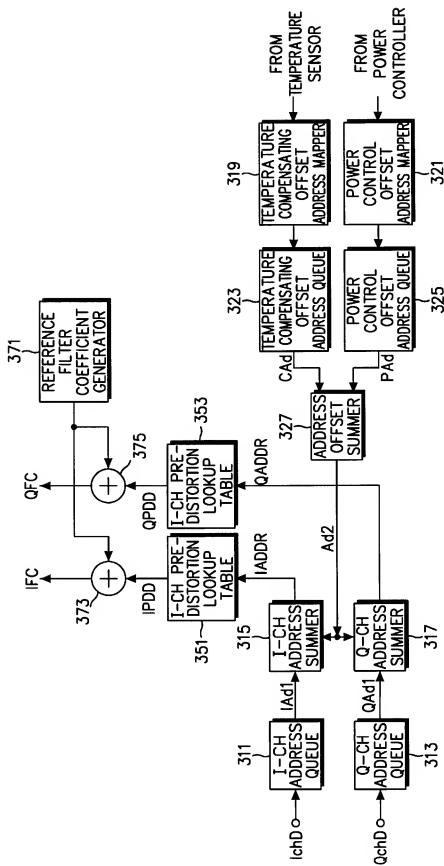 FROM
TEMPERATURE
SENSOR
FROM
POWER
CONTROLLER
319
TEMPERATURE
COMPENSATING
OFFSET
ADDRESS MAPPER
POWER
CONTROL
OFFSET
ADDRESS MAPPER
321
323
TEMPERATURE
COMPENSATING
OFFSET
ADDRESS QUEUE
POWER
CONTROL
OFFSET
ADDRESS QUEUE
325
CAd
PAd
327
ADDRESS
OFFSET
SUMMER
Ad2
371
REFERENCE
FILTER
COEFFICIENT
GENERATOR
QFC
375
QPDD
353
I-CH PRE-
DISTORTION
LOOKUP
TABLE
QADDR
IFC
373
IPDD
351
I-CH PRE-
DISTORTION
LOOKUP
TABLE
IADDR
315
I-CH
ADDRESS
SUMMER
Q-CH
ADDRESS
SUMMER
317
IAd1
QAd1
311
I-CH
ADDRESS
QUEUE
Q-CH
ADDRESS
QUEUE
313
IchD
QchD